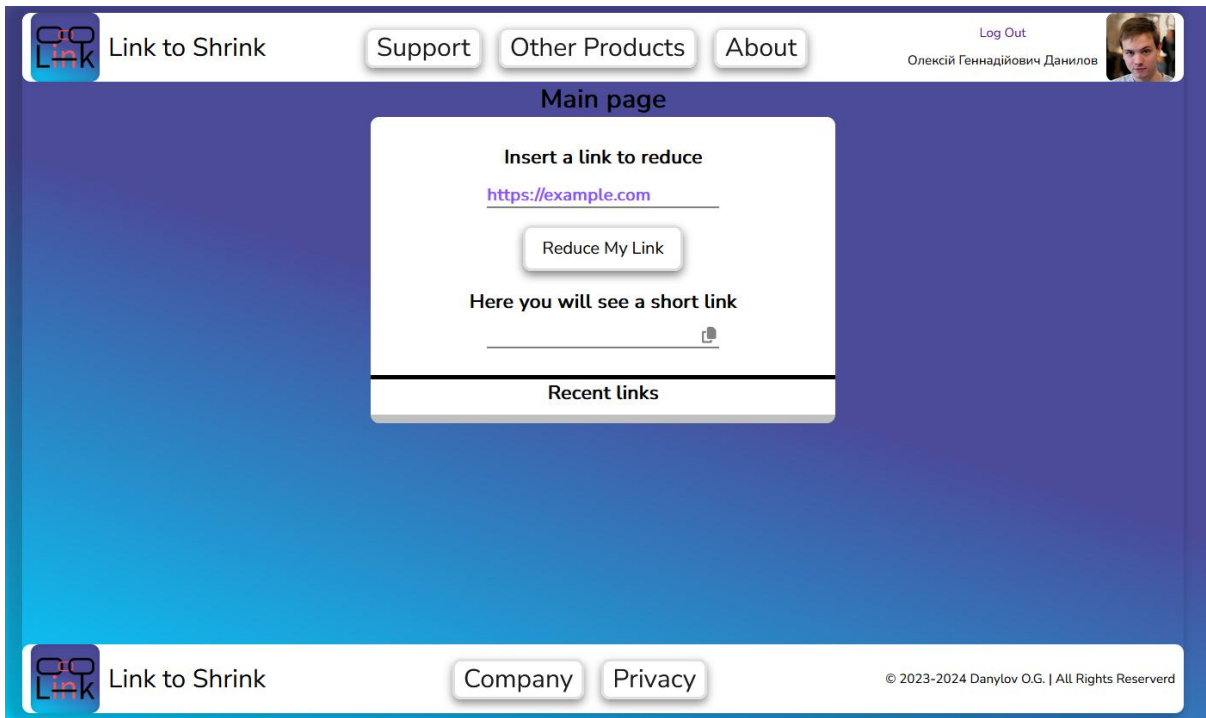 Link
Link to Shrink
Support
Other Products
About
Log Out
Олексій Геннадійович Данилов
Main page
Insert a link to reduce
https://example.com
Reduce My Link
Here you will see a short link
Recent links
Link
Link to Shrink
Company
Privacy
© 2023-2024 Danylov O.G. | All Rights Reserverd